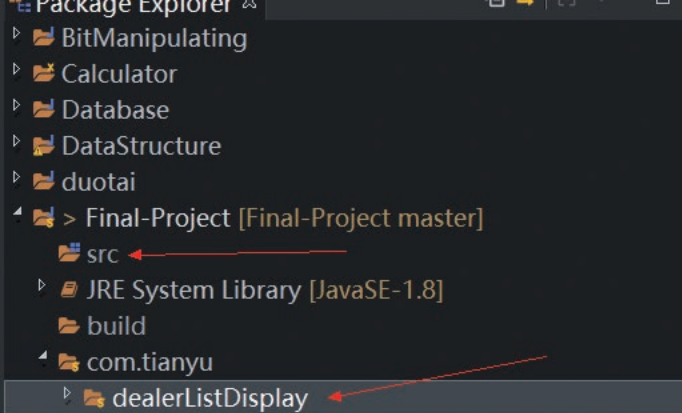 Package Explorer
BitManipulating
Calculator
Database
DataStructure
duotai
> Final-Project [Final-Project master]
src
JRE System Library [JavaSE-1.8]
build
com.tianyu
dealerListDisplay